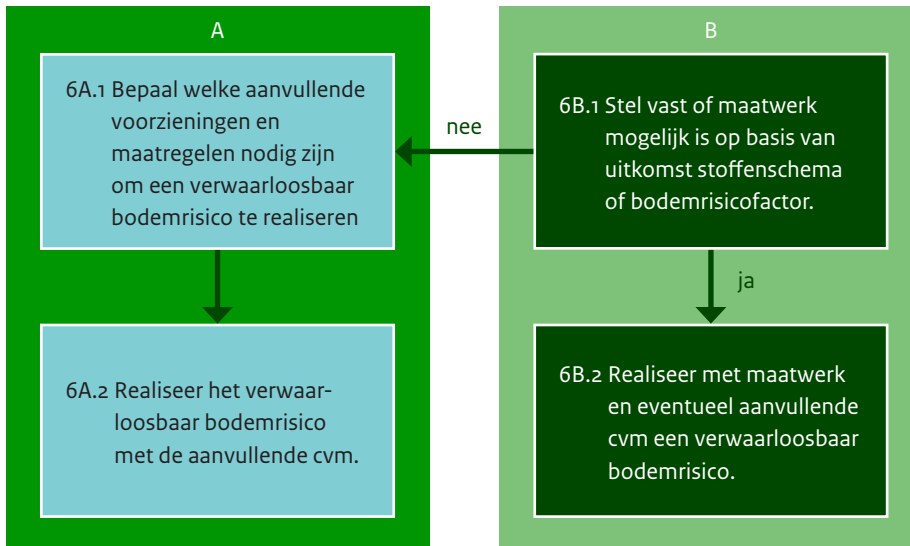 A
6A.1 Bepaal welke aanvullende
voorzieningen en
maatregelen nodig zijn
om een verwaarloosbaar
bodemrisico te realiseren
6A.2 Realiseer het verwaar-
loosbaar bodemrisico
met de aanvullende cvm.
nee
B
6B.1 Stel vast of maatwerk
mogelijk is op basis van
uitkomst stoffenschema
of bodemrisicofactor.
ja
6B.2 Realiseer met maatwerk
en eventueel aanvullende
cvm een verwaarloosbaar
bodemrisico.